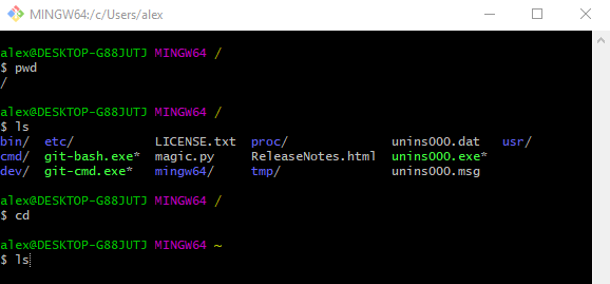 MINGW64:/c/Users/alex
alex@DESKTOP-G88JUTJ MINGW64 /
$ pwd
/
alex@DESKTOP-G88JUTJ MINGW64 /
$ ls
bin/ etc/ LICENSE.txt proc/ unins000.dat usr/
cmd/ git-bash.exe* magic.py ReleaseNotes.html unins000.exe*
dev/ git-cmd.exe* mingw64/ tmp/ unins000.msg
alex@DESKTOP-G88JUTJ MINGW64 /
$ cd
alex@DESKTOP-G88JUTJ MINGW64 ~
$ ls